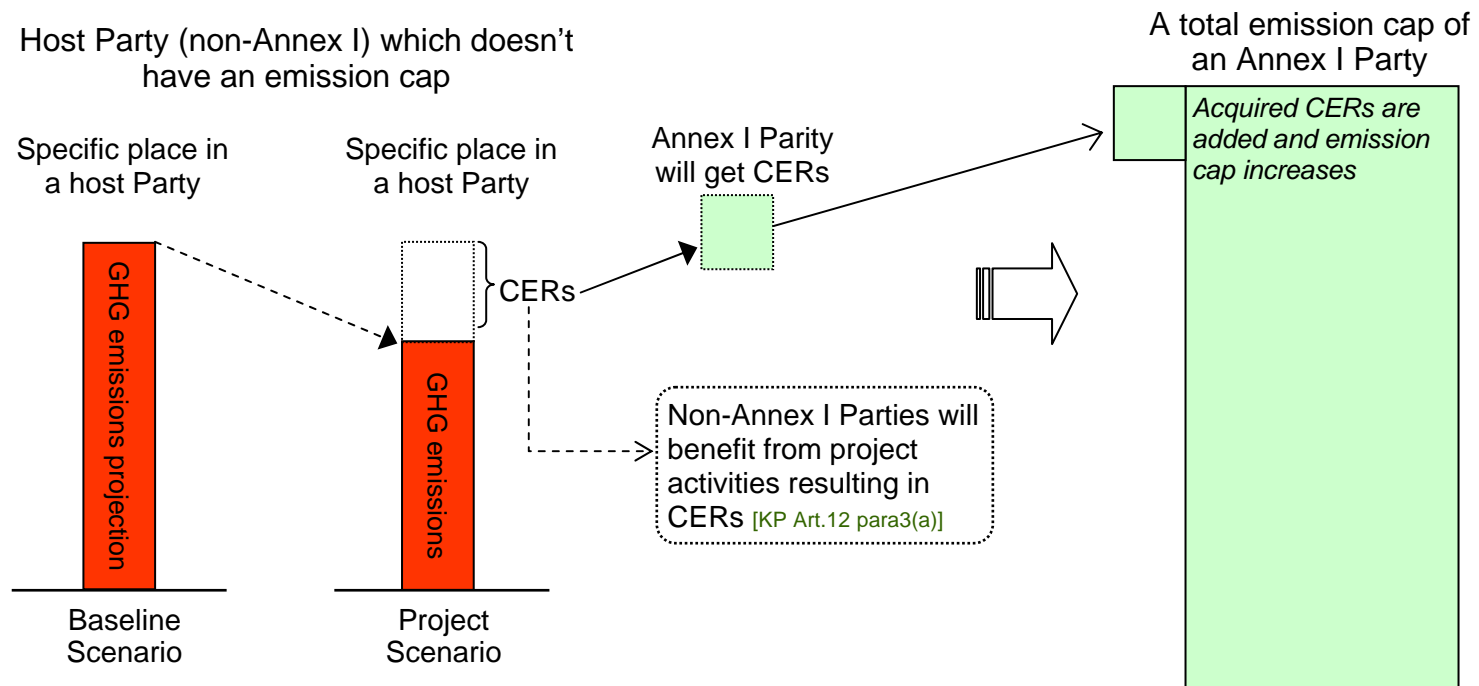 Host Party (non-Annex I) which doesn't
have an emission cap
A total emission cap of
an Annex I Party
Specific place in
a host Party
Specific place in
a host Party
Annex I Parity
will get CERs
Acquired CERs are
added and emission
cap increases
GHG emissions projection
GHG emissions
CERs
Non-Annex I Parties will
benefit from project
activities resulting in
CERs [KP Art.12 para3(a)]
Baseline
Scenario
Project
Scenario